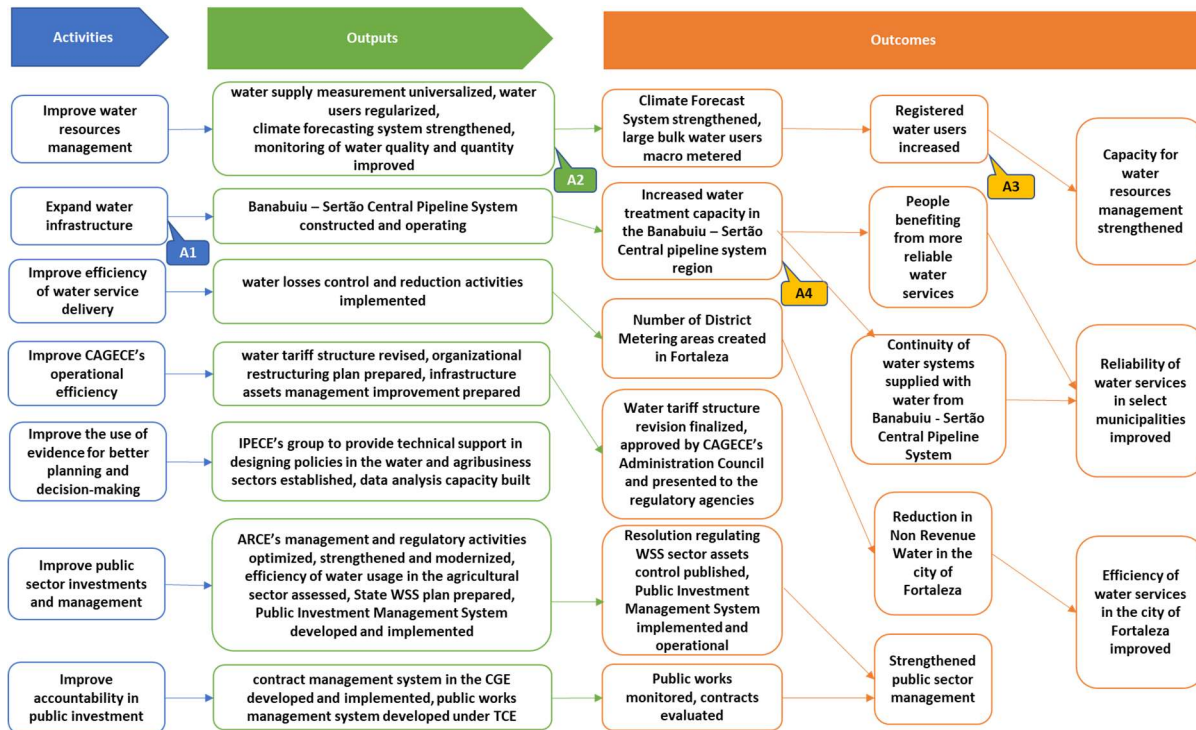 Activities
Outputs
Outcomes
Improve water
resources
management
water supply measurement universalized, water
users regularized,
climate forecasting system strengthened,
monitoring of water quality and quantity
improved
A2
Climate Forecast
System strengthened,
large bulk water users
macro metered
Registered
water users
increased
A3
Capacity for
water
resources
management
strengthened
Expand water
infrastructure
A1
Banabuiu – Sertão Central Pipeline System
constructed and operating
Increased water
treatment capacity in
the Banabuiu – Sertão
Central pipeline system
region
A4
People
benefiting
from more
reliable
water
services
Improve efficiency
of water service
delivery
water losses control and reduction activities
implemented
Number of District
Metering areas created
in Fortaleza
Continuity of
water systems
supplied with
water from
Banabuiu - Sertão
Central Pipeline
System
Reliability of
water services
in select
municipalities
improved
Improve CAGECE’s
operational
efficiency
water tariff structure revised, organizational
restructuring plan prepared, infrastructure
assets management improvement prepared
Water tariff structure
revision finalized,
approved by CAGECE’s
Administration Council
and presented to the
regulatory agencies
Improve the use of
evidence for better
planning and
decision-making
IPECE’s group to provide technical support in
designing policies in the water and agribusiness
sectors established, data analysis capacity built
Reduction in
Non Revenue
Water in the
city of
Fortaleza
Efficiency of
water services
in the city of
Fortaleza
improved
Improve public
sector investments
and management
ARCE’s management and regulatory activities
optimized, strengthened and modernized,
efficiency of water usage in the agricultural
sector assessed, State WSS plan prepared,
Public Investment Management System
developed and implemented
Resolution regulating
WSS sector assets
control published,
Public Investment
Management System
implemented and
operational
Strengthened
public sector
management
Improve
accountability in
public investment
contract management system in the CGE
developed and implemented, public works
management system developed under TCE
Public works
monitored, contracts
evaluated